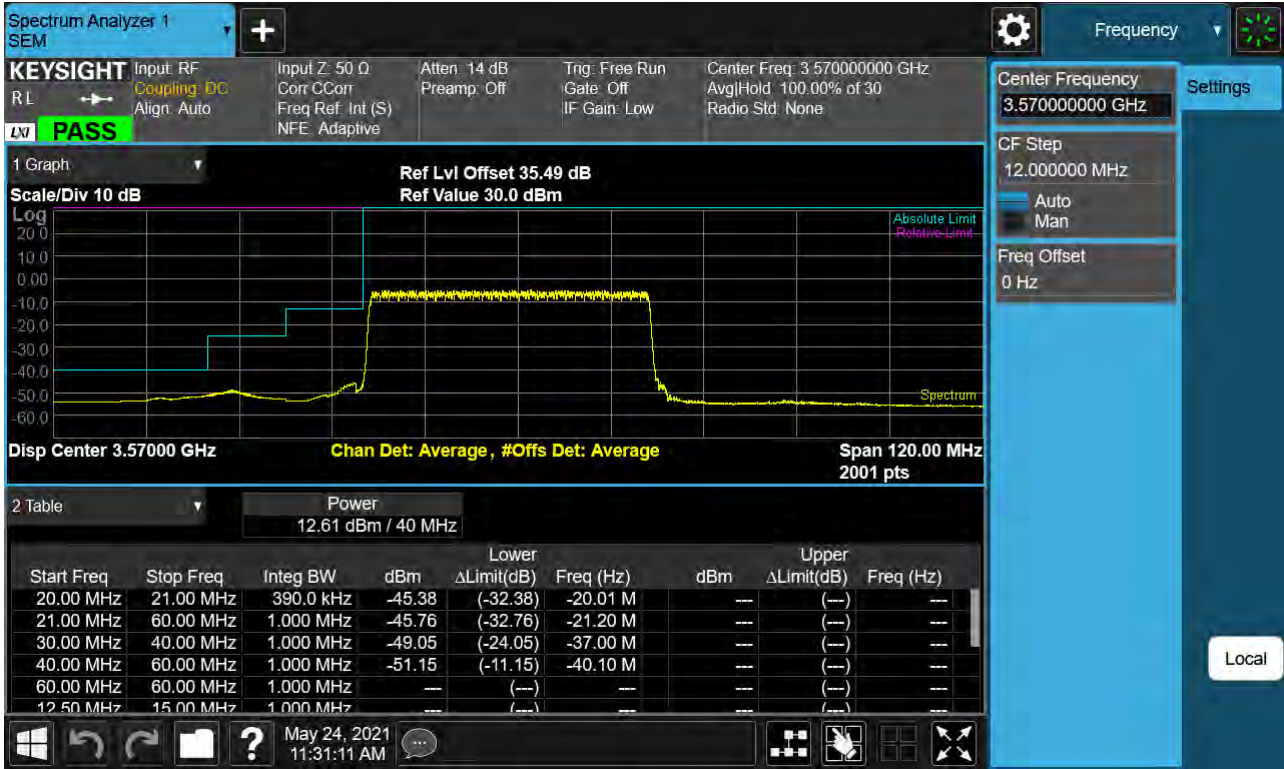 Spectrum Analyzer 1
SEM
Frequency
KEYSIGHT
Input: RF
Coupling: DC
Align: Auto
Input Z: 50 Ω
Corr CCorr
Freq Ref: Int (S)
NFE: Adaptive
Atten: 14 dB
Preamp: Off
Trig: Free Run
Gate: Off
IF Gain: Low
Center Freq: 3.570000000 GHz
Avg|Hold: 100.00% of 30
Radio Std: None
R L
LXI PASS
Center Frequency
3.570000000 GHz
Settings
CF Step
12.000000 MHz
Auto
Man
Freq Offset
0 Hz
Local
1 Graph
Scale/Div 10 dB
Ref Lvl Offset 35.49 dB
Ref Value 30.0 dBm
Log
Absolute Limit
Relative Limit
20.0
10.0
0.00
-10.0
-20.0
-30.0
-40.0
-50.0
-60.0
Spectrum
Disp Center 3.57000 GHz
Chan Det: Average, #Offs Det: Average
Span 120.00 MHz
2001 pts
2 Table
Power
12.61 dBm / 40 MHz
Lower Upper
Start Freq Stop Freq Integ BW dBm ΔLimit(dB) Freq (Hz) dBm ΔLimit(dB) Freq (Hz)
20.00 MHz 21.00 MHz 390.0 kHz -45.38 (-32.38) -20.01 M --- (---) ---
21.00 MHz 60.00 MHz 1.000 MHz -45.76 (-32.76) -21.20 M --- (---) ---
30.00 MHz 40.00 MHz 1.000 MHz -49.05 (-24.05) -37.00 M --- (---) ---
40.00 MHz 60.00 MHz 1.000 MHz -51.15 (-11.15) -40.10 M --- (---) ---
60.00 MHz 60.00 MHz 1.000 MHz --- (---) --- --- (---) ---
12.50 MHz 15.00 MHz 1.000 MHz --- (---) --- --- (---) ---
May 24, 2021
11:31:11 AM